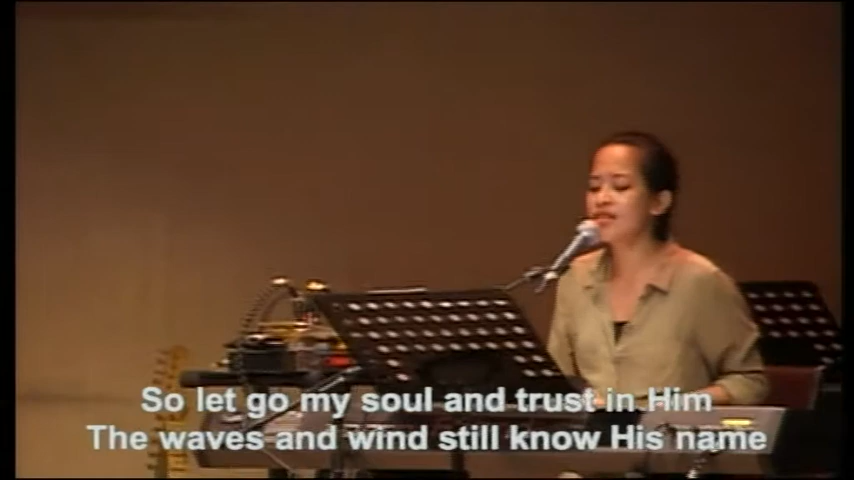 So let go my soul and trust in Him
The waves and wind still know His name